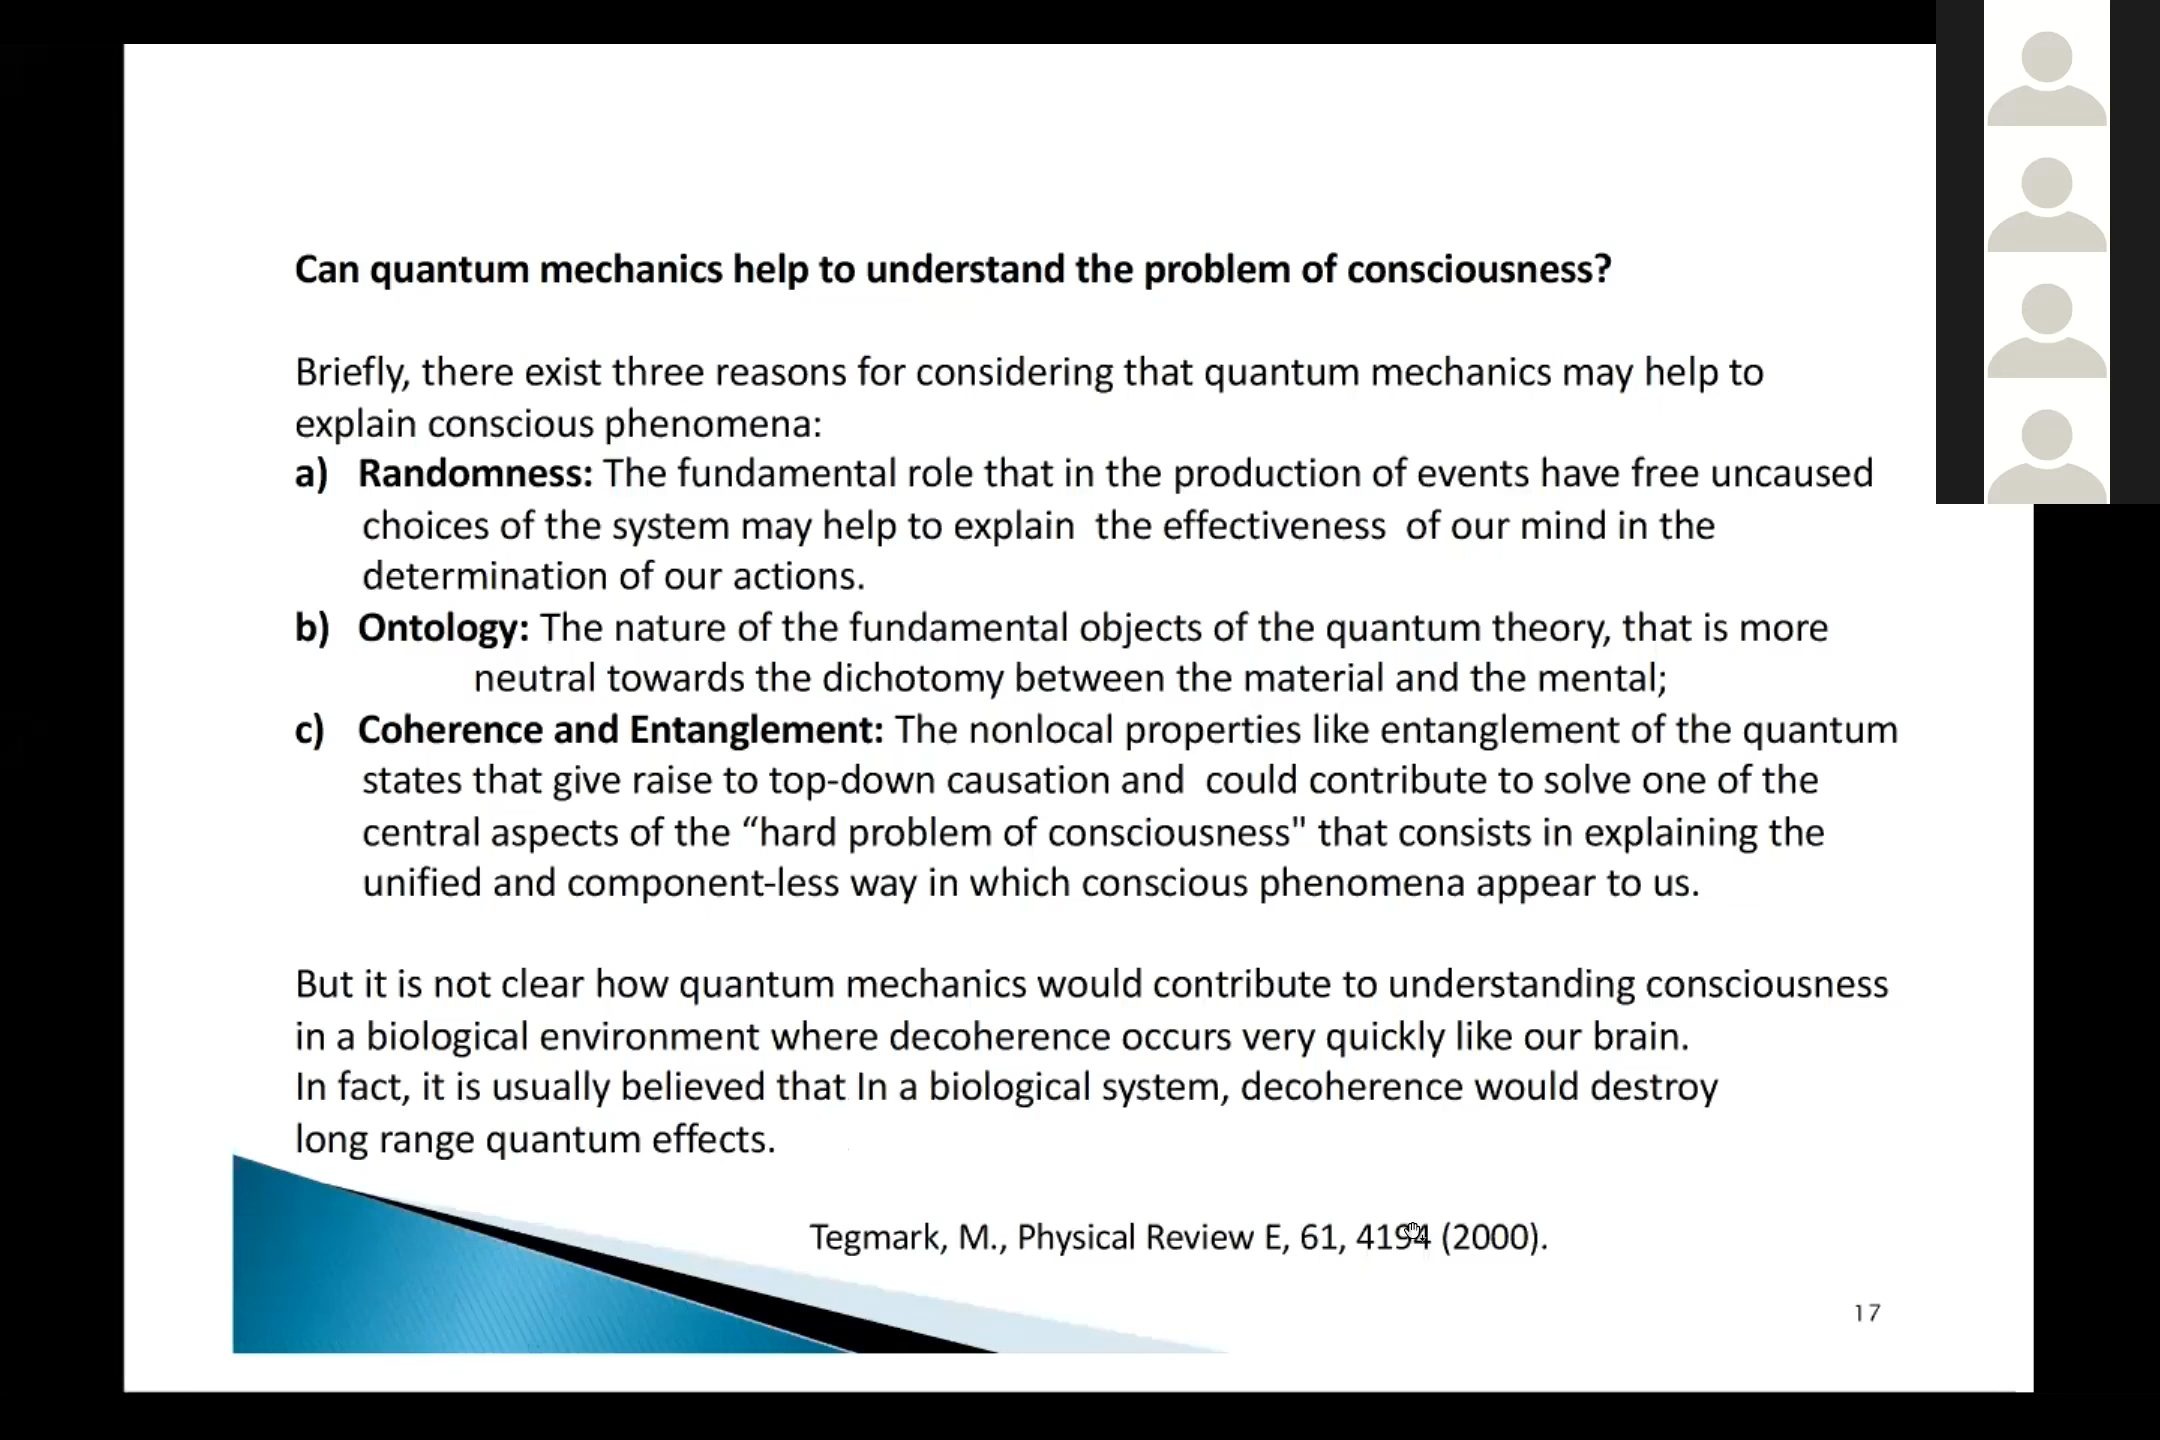 Can quantum mechanics help to understand the problem of consciousness?
Briefly, there exist three reasons for considering that quantum mechanics may help to
explain conscious phenomena:
a) Randomness: The fundamental role that in the production of events have free uncaused
choices of the system may help to explain the effectiveness of our mind in the
determination of our actions.
b) Ontology: The nature of the fundamental objects of the quantum theory, that is more
neutral towards the dichotomy between the material and the mental;
c) Coherence and Entanglement: The nonlocal properties like entanglement of the quantum
states that give raise to top-down causation and could contribute to solve one of the
central aspects of the “hard problem of consciousness" that consists in explaining the
unified and component-less way in which conscious phenomena appear to us.
But it is not clear how quantum mechanics would contribute to understanding consciousness
in a biological environment where decoherence occurs very quickly like our brain.
In fact, it is usually believed that In a biological system, decoherence would destroy
long range quantum effects.
Tegmark, M., Physical Review E, 61, 4194 (2000).
17